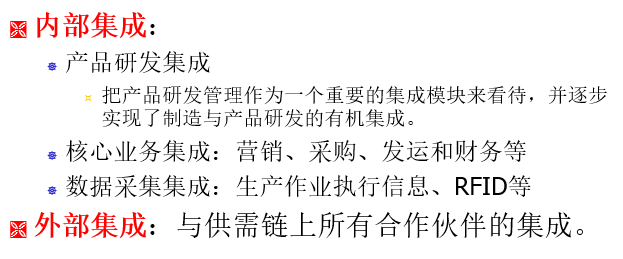 内部集成：
产品研发集成
把产品研发管理作为一个重要的集成模块来看待，并逐步
实现了制造与产品研发的有机集成。
核心业务集成：营销、采购、发运和财务等
数据采集集成：生产作业执行信息、RFID等
外部集成：与供需链上所有合作伙伴的集成。